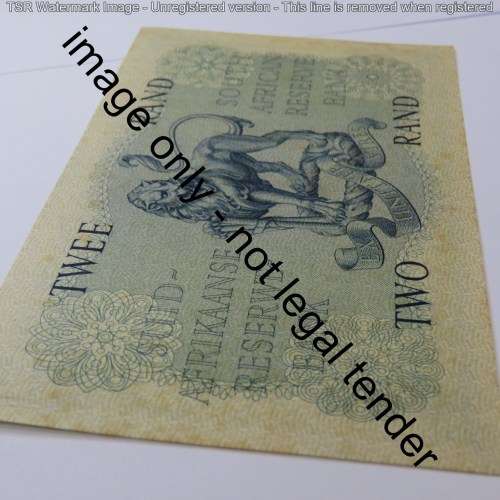 TSR Watermark Image - Unregistered version - This line is removed when registered
image only - not legal tender
SOUTH
AFRICAN
RESERVE
BANK
TWEE RAND
TWO RAND
SUID-
AFRIKAANSE
RESERWE